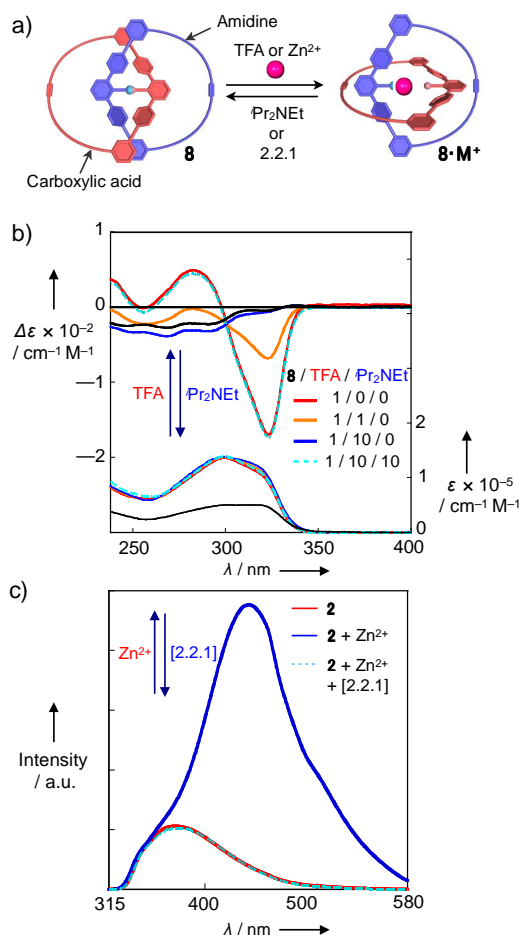 a)
Amidine
TFA or Zn²⁺
ⁱPr₂NEt
or
2.2.1
8
8·M⁺
Carboxylic acid
b)
1
0
Δε × 10⁻²
/ cm⁻¹ M⁻¹
—1
—2
TFA
ⁱPr₂NEt
8 / TFA / ⁱPr₂NEt
1 / 0 / 0
1 / 1 / 0
1 / 10 / 0
1 / 10 / 10
2
1
0
ε × 10⁻⁵
/ cm⁻¹ M⁻¹
250 300 350 400
λ / nm
c)
Zn²⁺
[2.2.1]
2
2 + Zn²⁺
2 + Zn²⁺
+ [2.2.1]
Intensity
/ a.u.
315 400 500 580
λ / nm